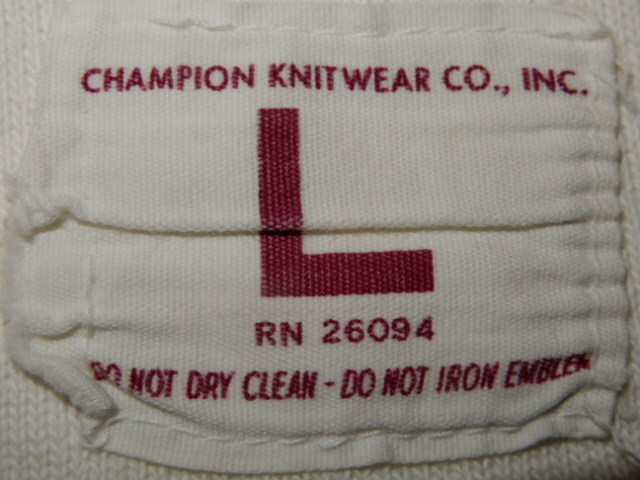 CHAMPION KNITWEAR CO., INC.
L
RN 26094
DO NOT DRY CLEAN - DO NOT IRON EMBLEM